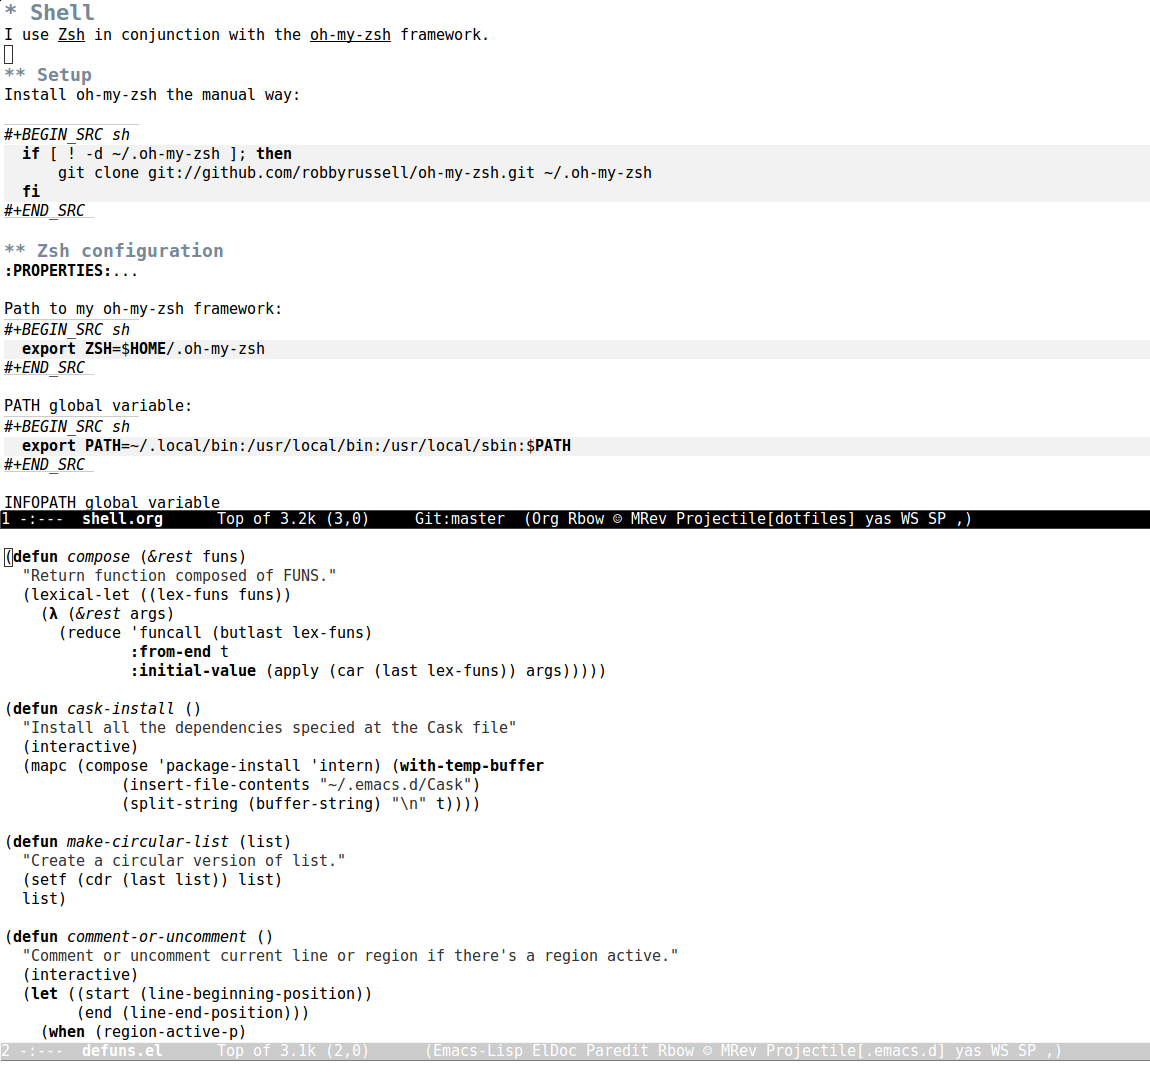 * Shell
I use Zsh in conjunction with the oh-my-zsh framework.
** Setup
Install oh-my-zsh the manual way:
#+BEGIN_SRC sh
  if [ ! -d ~/.oh-my-zsh ]; then
      git clone git://github.com/robbyrussell/oh-my-zsh.git ~/.oh-my-zsh
  fi
#+END_SRC
** Zsh configuration
:PROPERTIES:...
Path to my oh-my-zsh framework:
#+BEGIN_SRC sh
  export ZSH=$HOME/.oh-my-zsh
#+END_SRC
PATH global variable:
#+BEGIN_SRC sh
  export PATH=~/.local/bin:/usr/local/bin:/usr/local/sbin:$PATH
#+END_SRC
INFOPATH global variable
1 -:---  shell.org      Top of 3.2k (3,0)     Git:master  (Org Rbow ☺ MRev Projectile[dotfiles] yas WS SP ,)
(defun compose (&rest funs)
  "Return function composed of FUNS."
  (lexical-let ((lex-funs funs))
    (λ (&rest args)
      (reduce 'funcall (butlast lex-funs)
              :from-end t
              :initial-value (apply (car (last lex-funs)) args)))))
(defun cask-install ()
  "Install all the dependencies specied at the Cask file"
  (interactive)
  (mapc (compose 'package-install 'intern) (with-temp-buffer
             (insert-file-contents "~/.emacs.d/Cask")
             (split-string (buffer-string) "\n" t))))
(defun make-circular-list (list)
  "Create a circular version of list."
  (setf (cdr (last list)) list)
  list)
(defun comment-or-uncomment ()
  "Comment or uncomment current line or region if there's a region active."
  (interactive)
  (let ((start (line-beginning-position))
        (end (line-end-position)))
    (when (region-active-p)
2 -:---  defuns.el      Top of 3.1k (2,0)      (Emacs-Lisp ElDoc Paredit Rbow ☺ MRev Projectile[.emacs.d] yas WS SP ,)